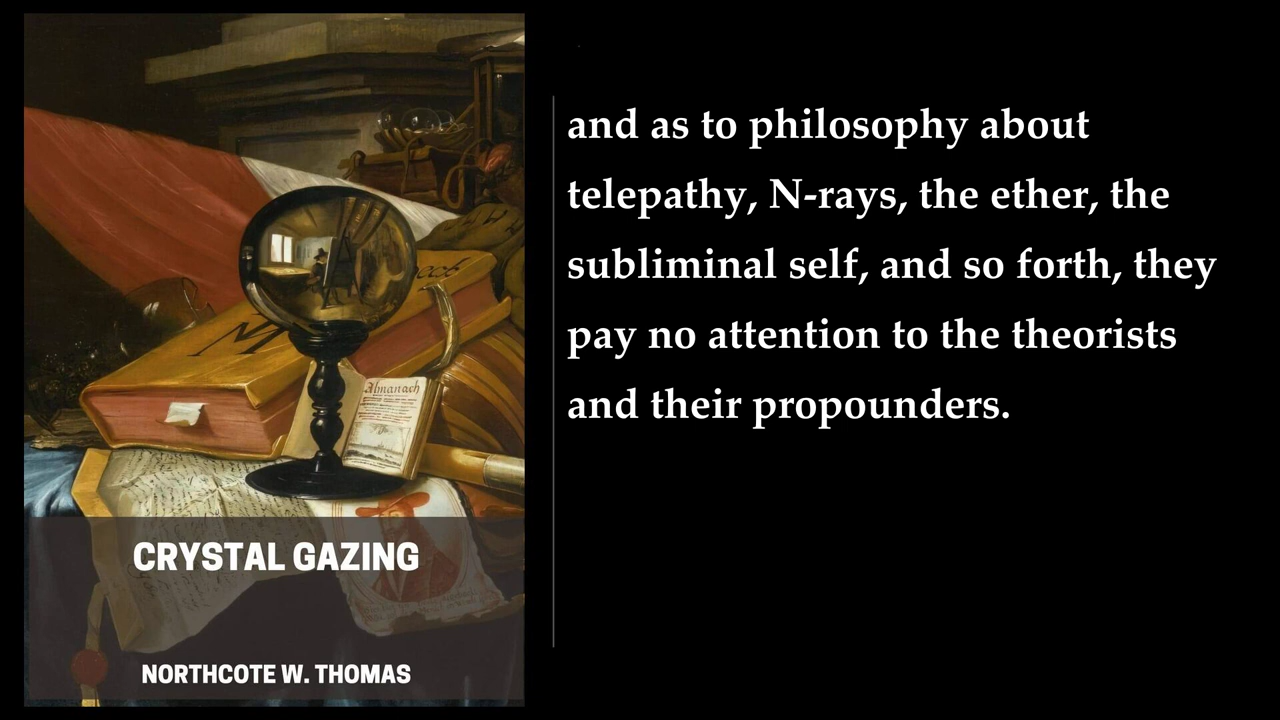 and as to philosophy about
telepathy, N-rays, the ether, the
subliminal self, and so forth, they
pay no attention to the theorists
and their propounders.
M
Almanach
CRYSTAL GAZING
NORTHCOTE W. THOMAS